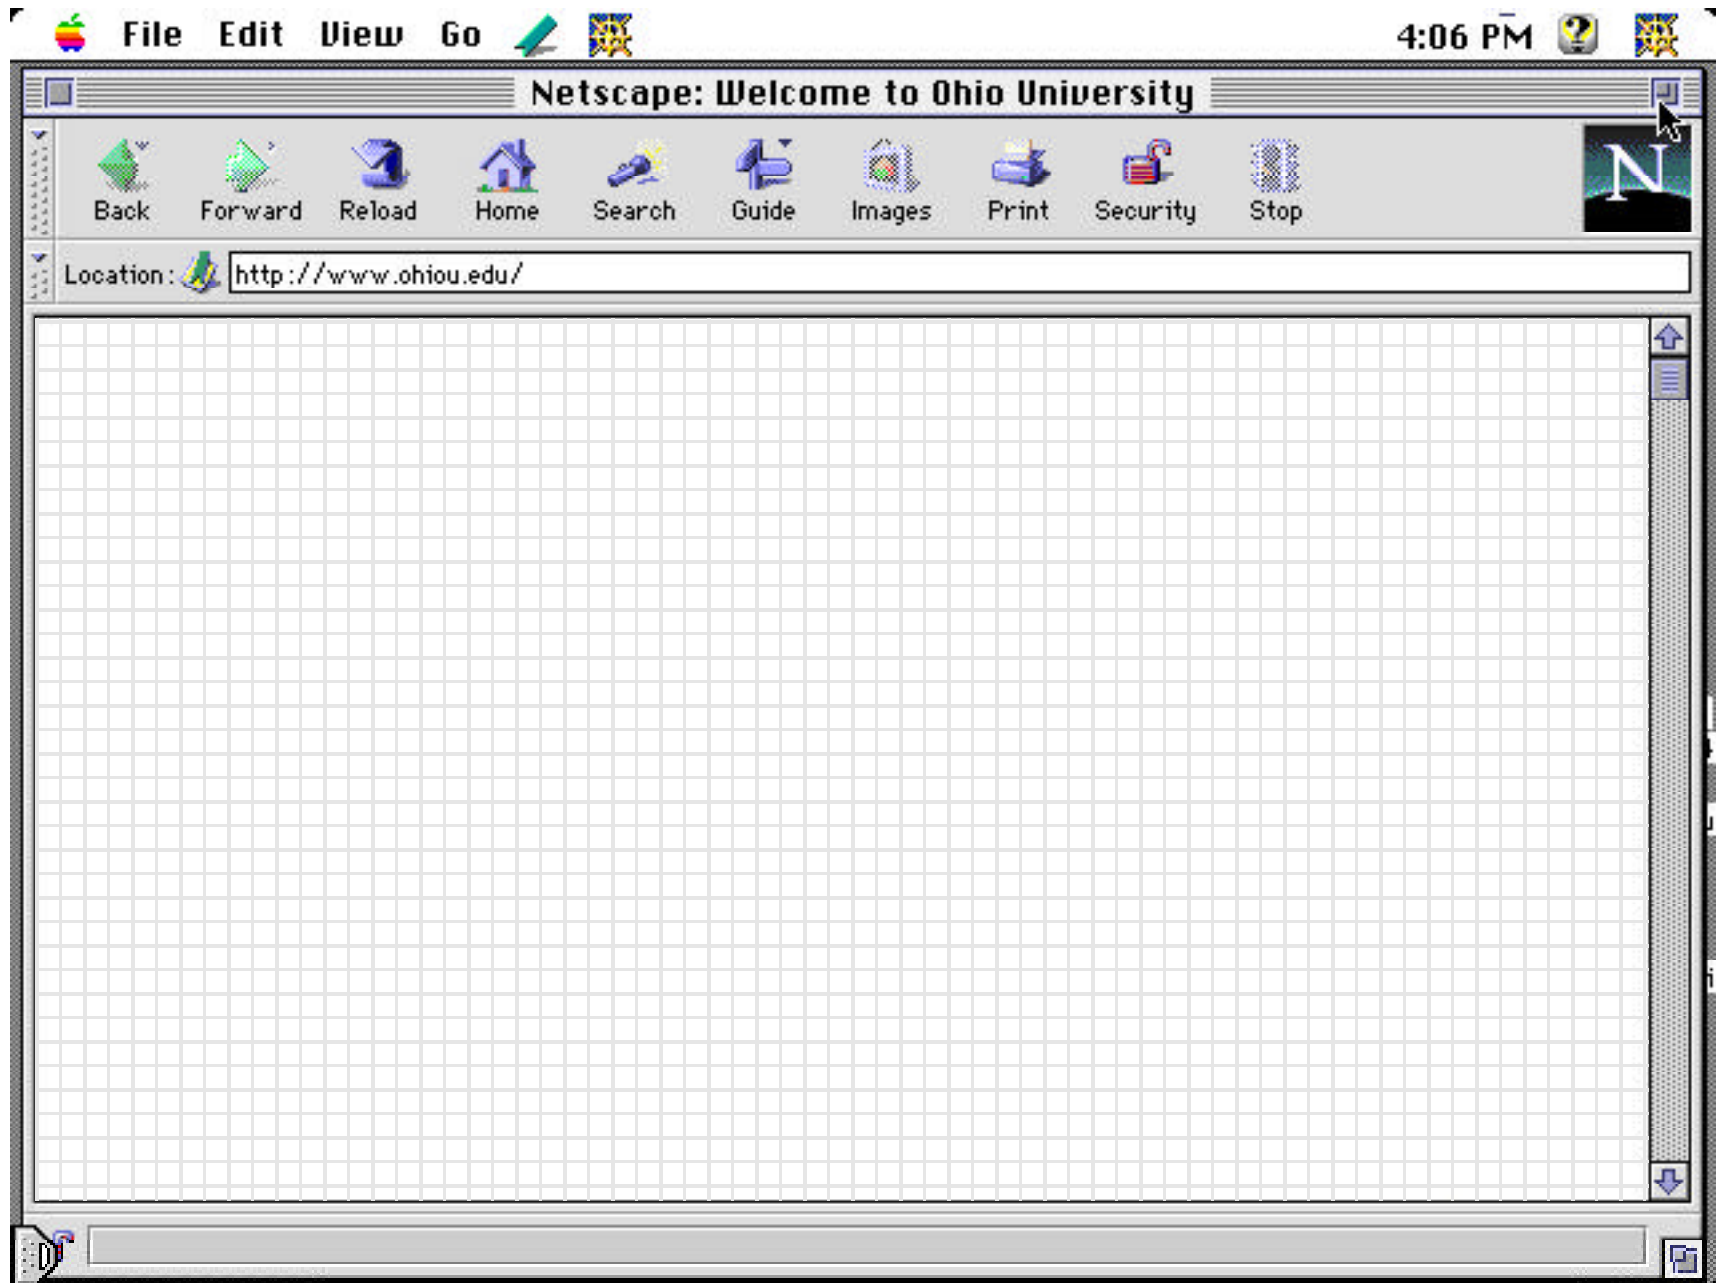 File Edit View Go 4:06 PM
Netscape: Welcome to Ohio University
Back Forward Reload Home Search Guide Images Print Security Stop
N
Location: http://www.ohiou.edu/